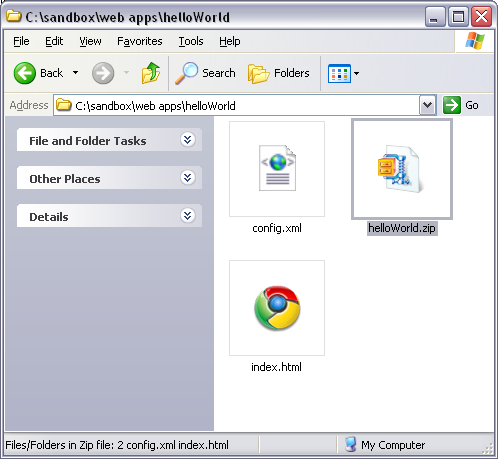 C:\sandbox\web apps\helloWorld
File Edit View Favorites Tools Help
Back Search Folders
Address C:\sandbox\web apps\helloWorld Go
File and Folder Tasks
Other Places
Details
config.xml
helloWorld.zip
index.html
Files/Folders in Zip file: 2 config.xml index.html My Computer